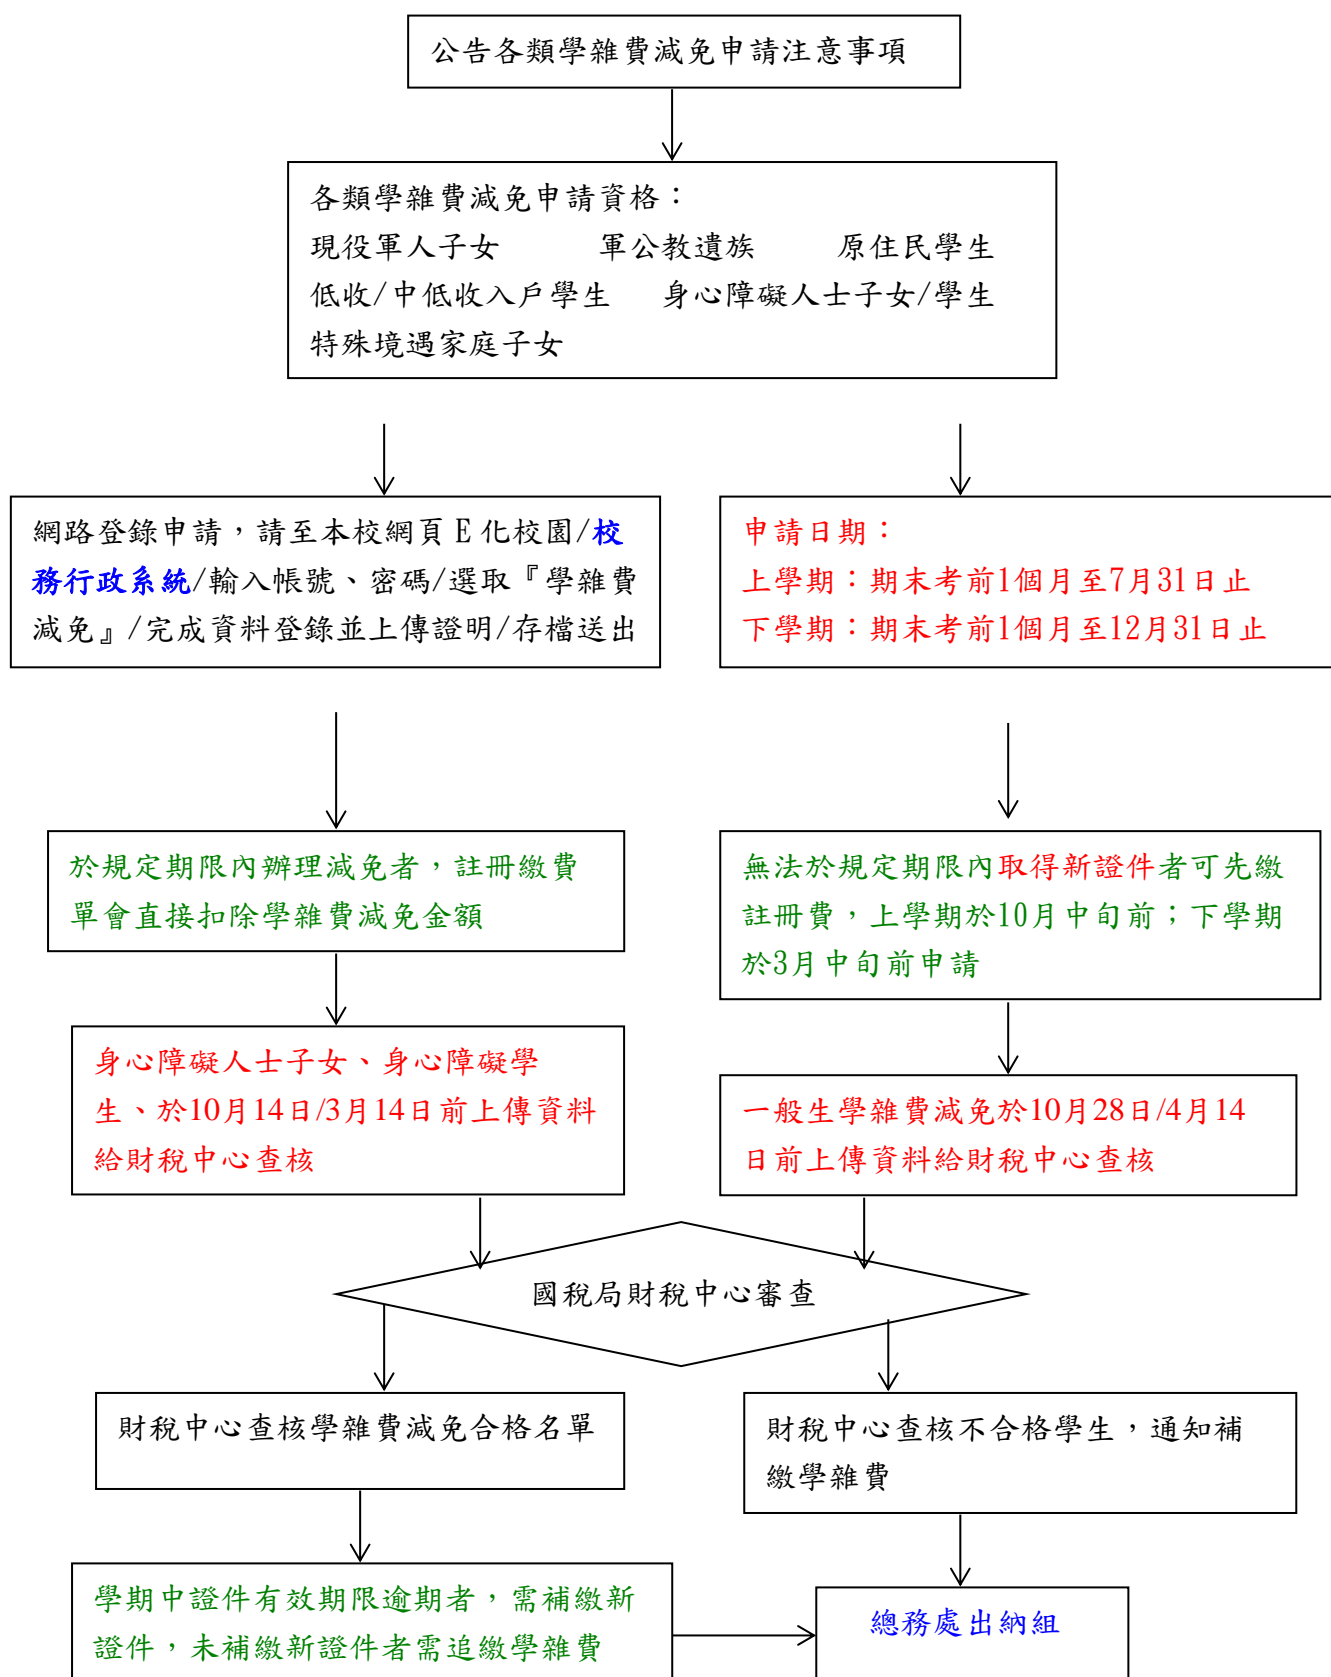 公告各類學雜費減免申請注意事項
各類學雜費減免申請資格：
現役軍人子女 軍公教遺族 原住民學生
低收/中低收入戶學生 身心障礙人士子女/學生
特殊境遇家庭子女
網路登錄申請，請至本校網頁 E 化校園/校
務行政系統/輸入帳號、密碼/選取『學雜費
減免』/完成資料登錄並上傳證明/存檔送出
申請日期：
上學期：期末考前1個月至7月31日止
下學期：期末考前1個月至12月31日止
於規定期限內辦理減免者，註冊繳費
單會直接扣除學雜費減免金額
無法於規定期限內取得新證件者可先繳
註冊費，上學期於10月中旬前；下學期
於3月中旬前申請
身心障礙人士子女、身心障礙學
生、於10月14日/3月14日前上傳資料
給財稅中心查核
一般生學雜費減免於10月28日/4月14
日前上傳資料給財稅中心查核
國稅局財稅中心審查
財稅中心查核學雜費減免合格名單
財稅中心查核不合格學生，通知補
繳學雜費
學期中證件有效期限逾期者，需補繳新
證件，未補繳新證件者需追繳學雜費
總務處出納組